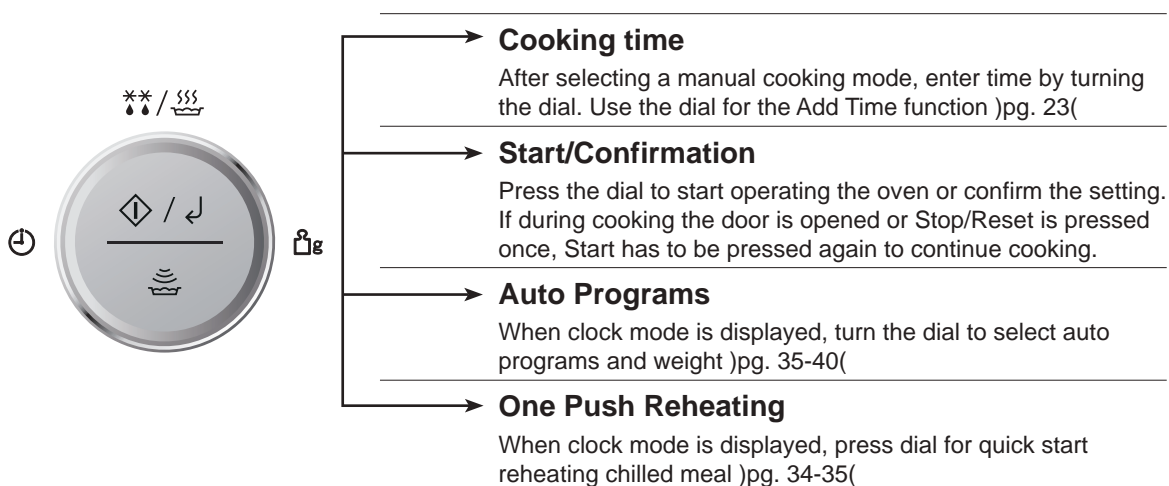 Cooking time
After selecting a manual cooking mode, enter time by turning
the dial. Use the dial for the Add Time function )pg. 23(
Start/Confirmation
Press the dial to start operating the oven or confirm the setting.
If during cooking the door is opened or Stop/Reset is pressed
once, Start has to be pressed again to continue cooking.
/
/
g
Auto Programs
When clock mode is displayed, turn the dial to select auto
programs and weight )pg. 35-40(
One Push Reheating
When clock mode is displayed, press dial for quick start
reheating chilled meal )pg. 34-35(